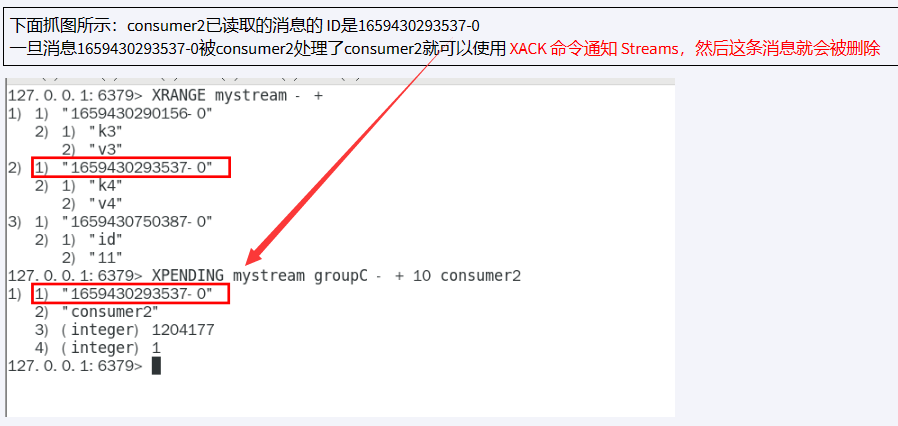 下面抓图所示：consumer2已读取的消息的 ID是1659430293537-0
一旦消息1659430293537-0被consumer2处理了consumer2就可以使用 XACK 命令通知 Streams，然后这条消息就会被删除
127.0.0.1:6379> XRANGE mystream - +
1) 1) "1659430290156-0"
2) 1) "k3"
2) "v3"
2) 1) "1659430293537-0"
2) 1) "k4"
2) "v4"
3) 1) "1659430750387-0"
2) 1) "id"
2) "11"
127.0.0.1:6379> XPENDING mystream groupC - + 10 consumer2
1) 1) "1659430293537-0"
2) "consumer2"
3) (integer) 1204177
4) (integer) 1
127.0.0.1:6379>